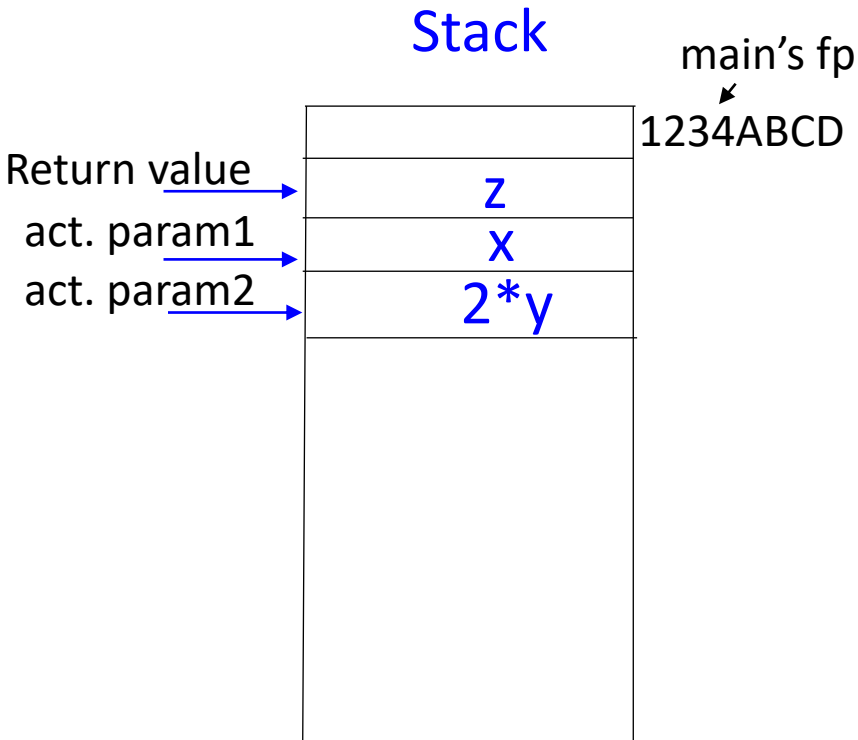 Stack
main’s fp
1234ABCD
Return value
z
act. param1
x
act. param2
2*y